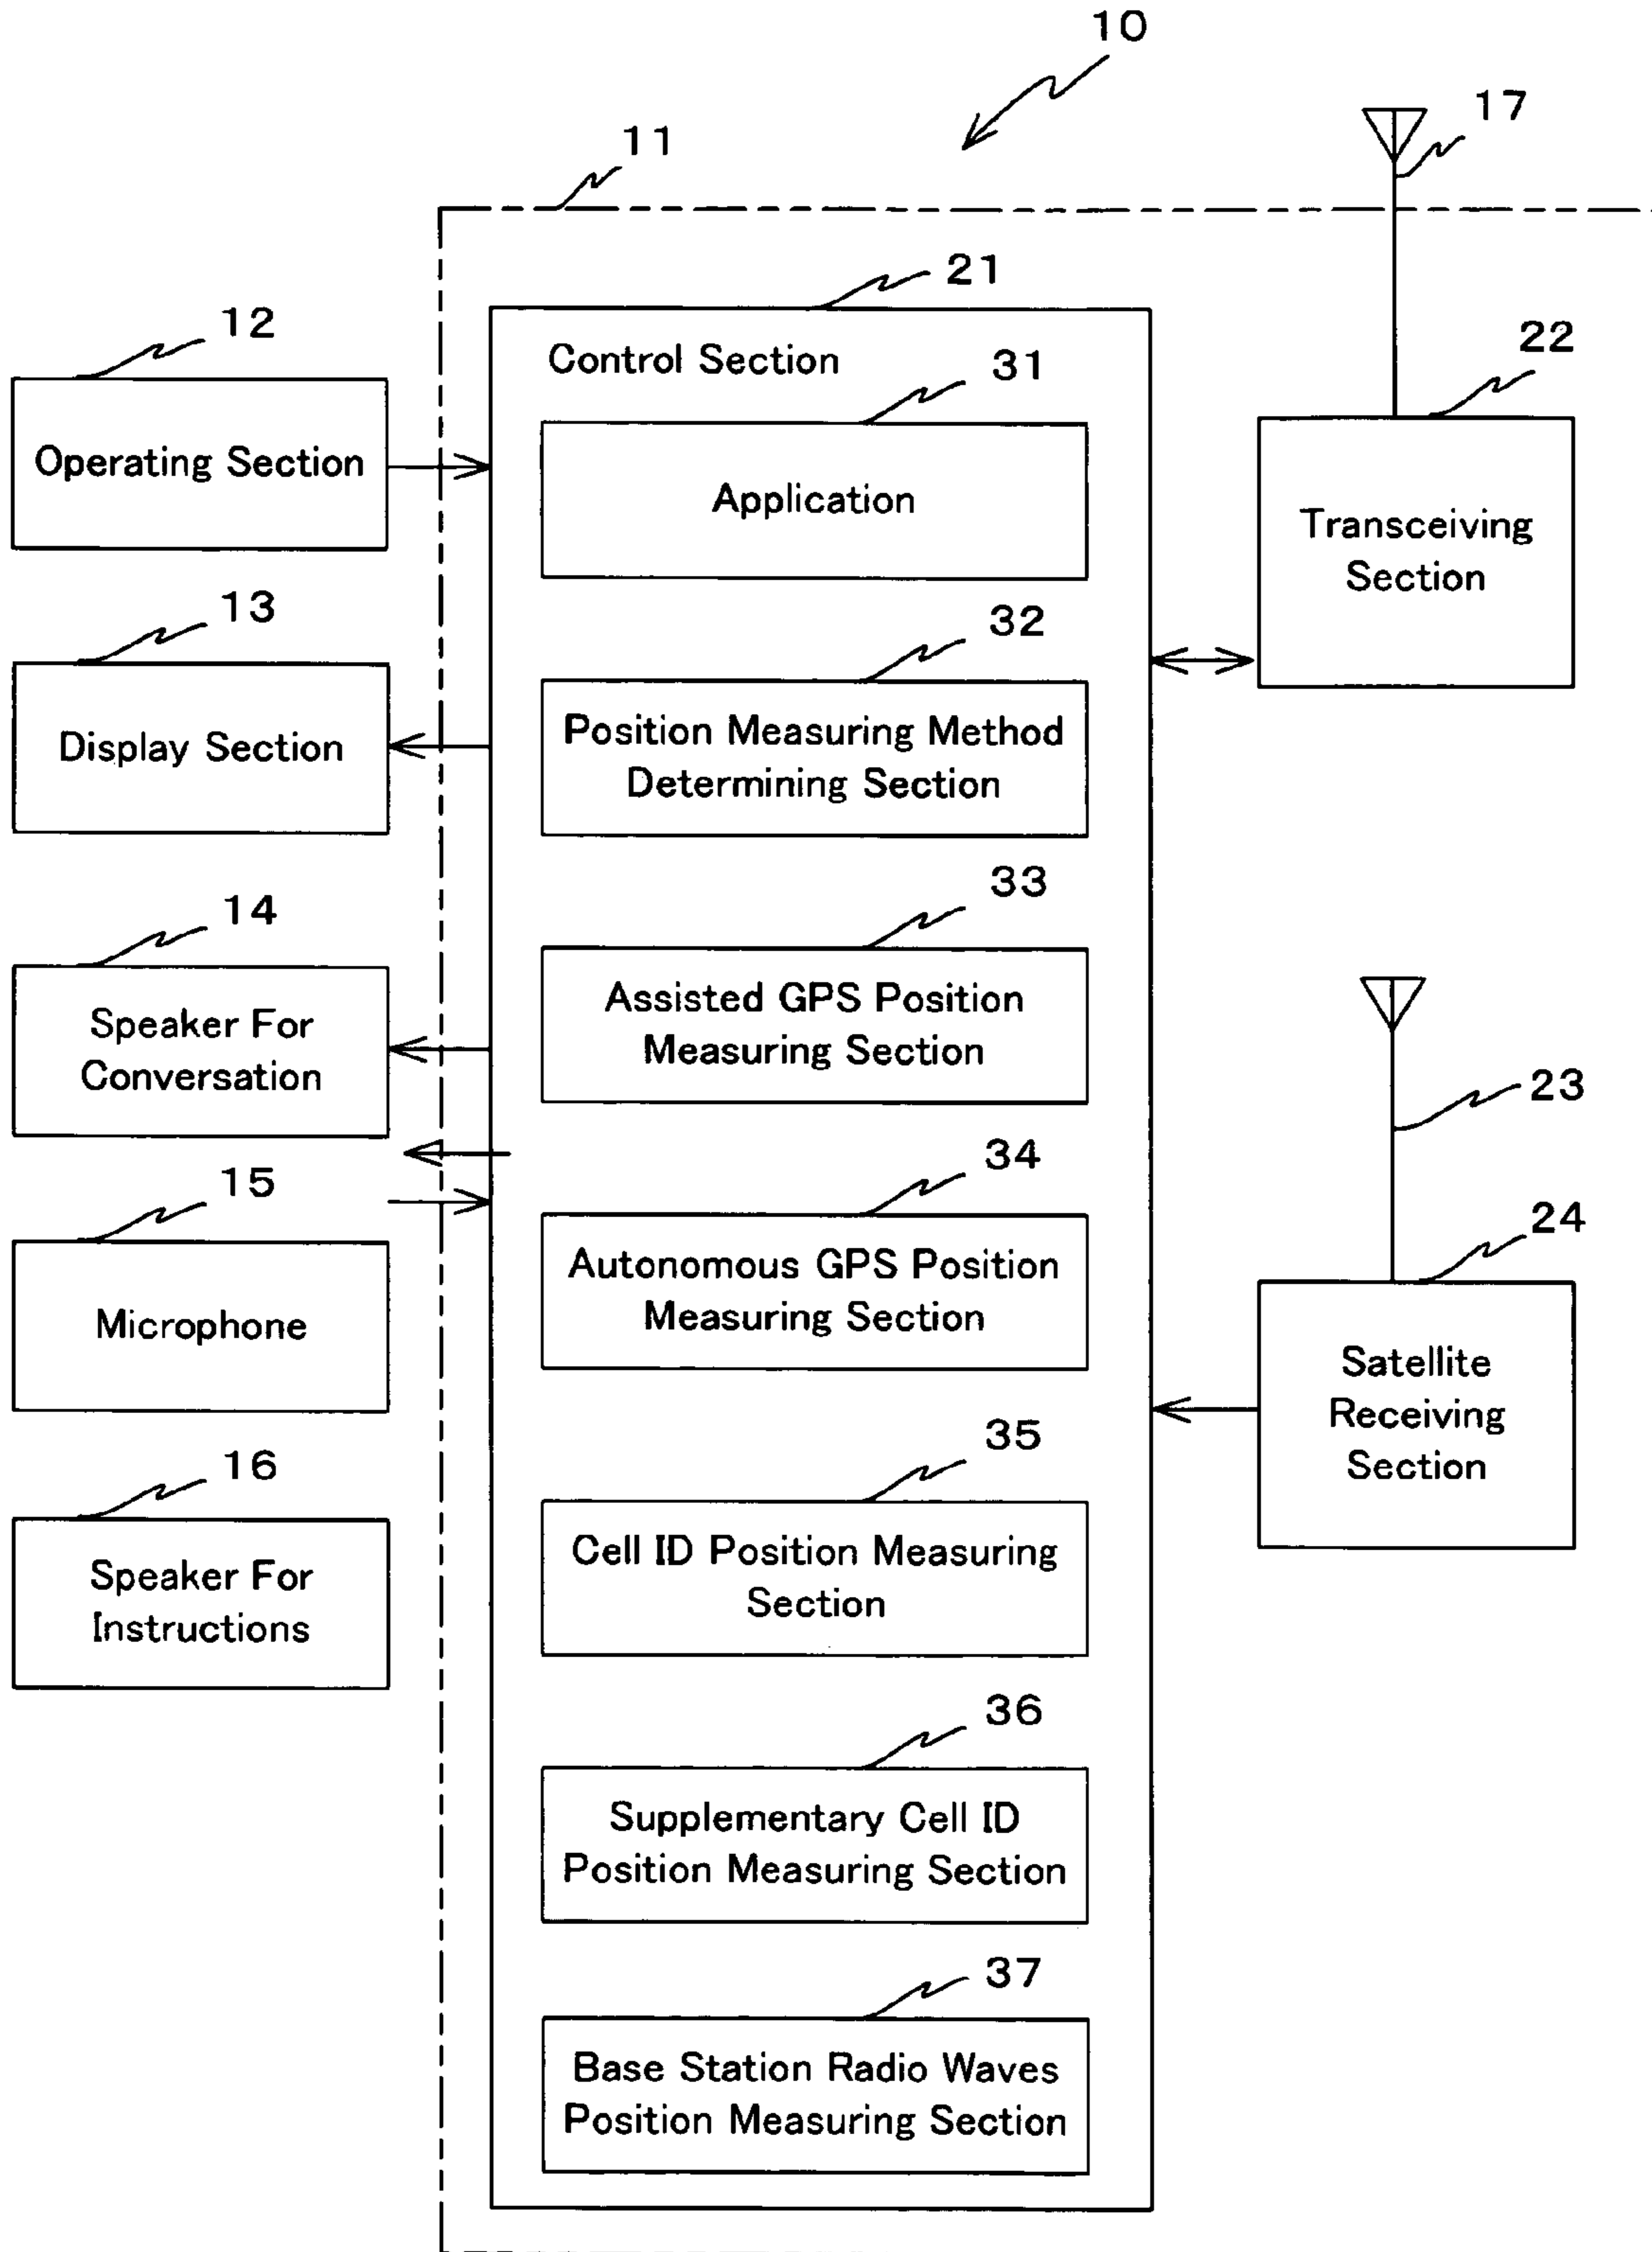 10
11
17
21
12
Control Section
31
22
Operating Section
Application
Transceiving
Section
13
32
Display Section
Position Measuring Method
Determining Section
14
33
Speaker For
Conversation
Assisted GPS Position
Measuring Section
23
15
34
24
Microphone
Autonomous GPS Position
Measuring Section
Satellite
Receiving
Section
16
35
Speaker For
Instructions
Cell ID Position Measuring
Section
36
Supplementary Cell ID
Position Measuring Section
37
Base Station Radio Waves
Position Measuring Section